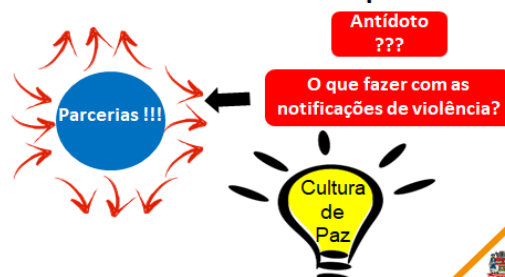 Antídoto
???
O que fazer com as
notificações de violência?
Parcerias !!!
Cultura
de
Paz